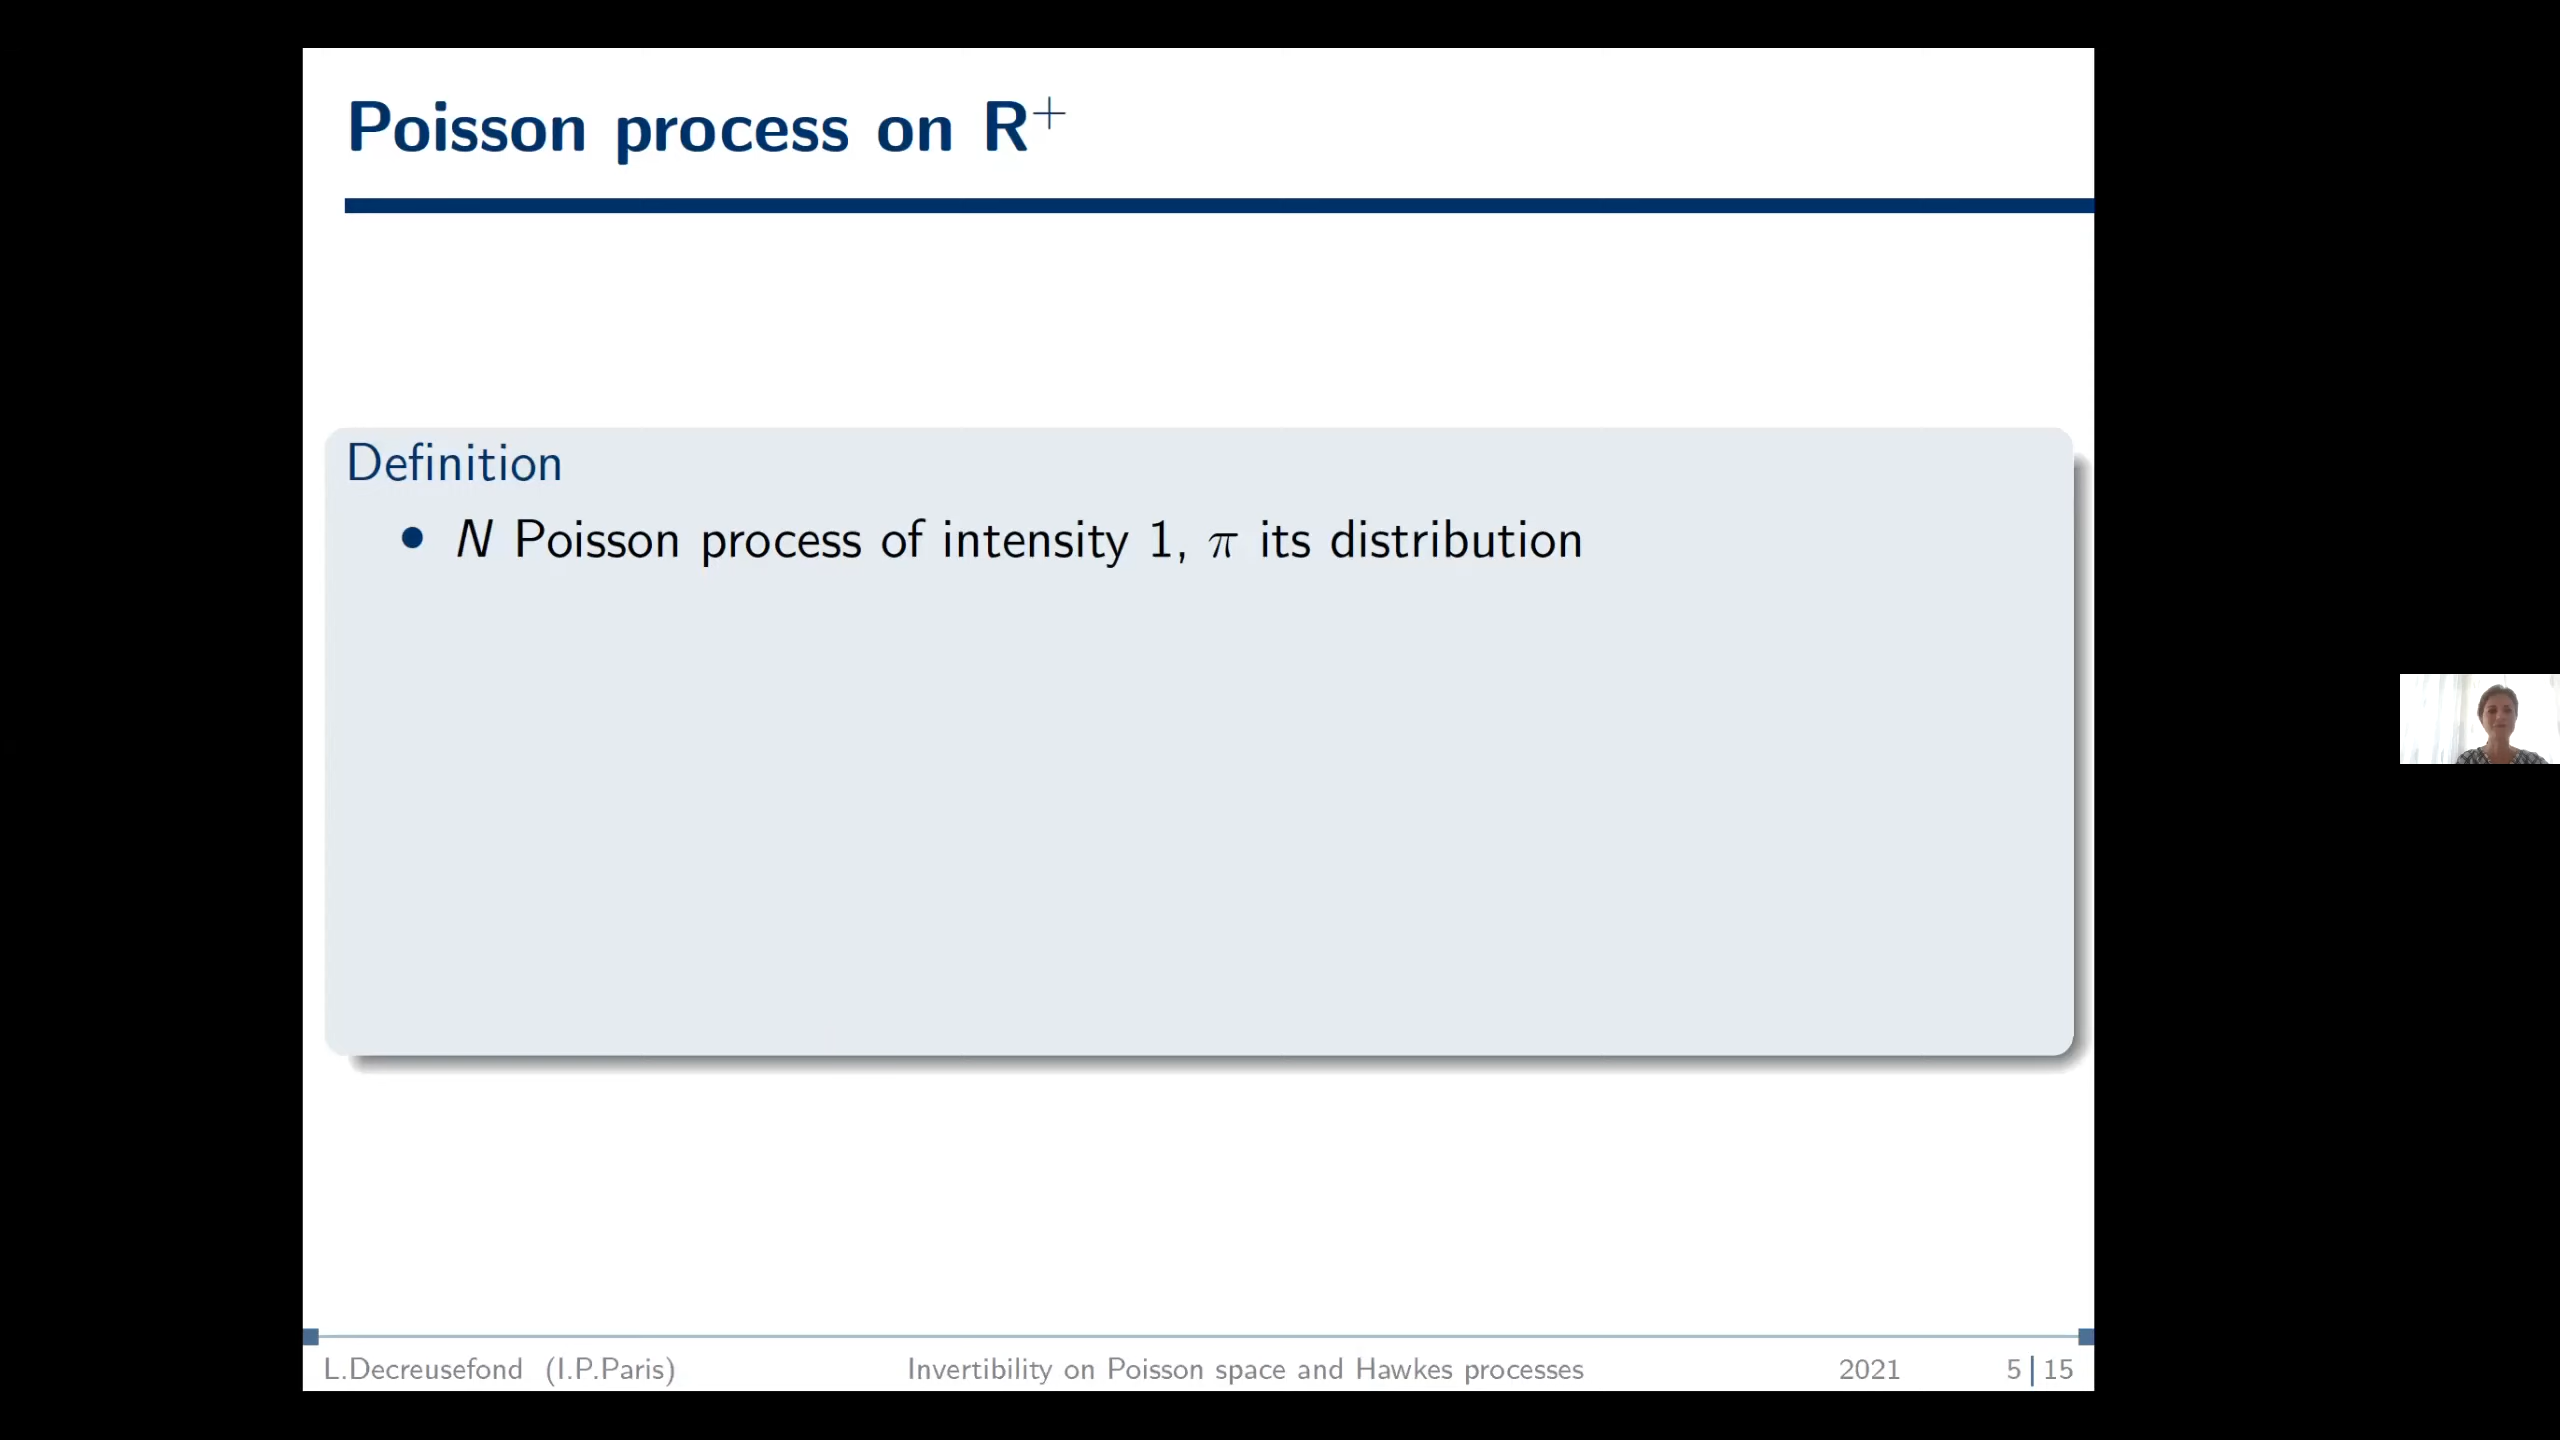 Poisson process on R⁺
Definition
• N Poisson process of intensity 1, π its distribution
L.Decreusefond (I.P.Paris) Invertibility on Poisson space and Hawkes processes 2021 5|15